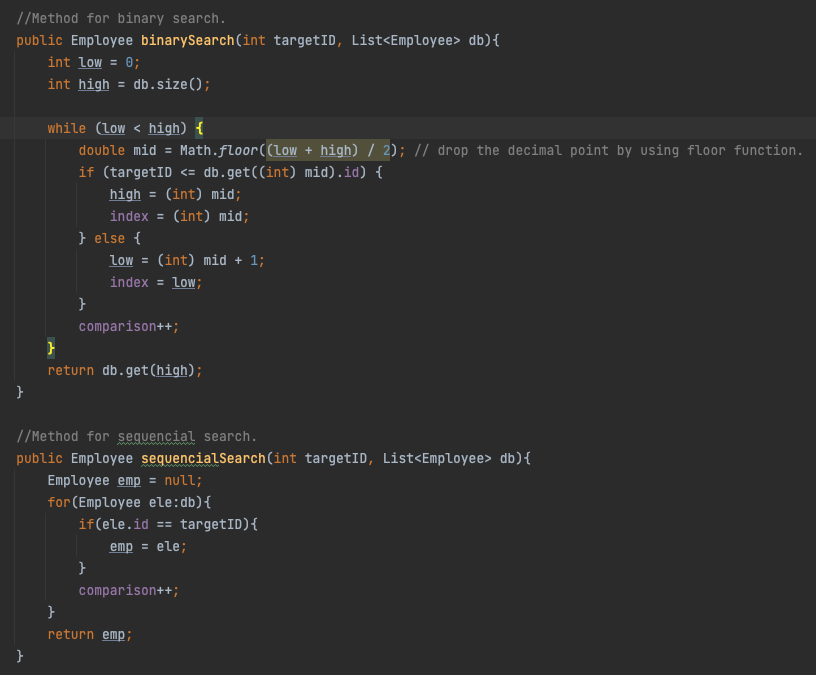 //Method for binary search.
public Employee binarySearch(int targetID, List<Employee> db){
    int low = 0;
    int high = db.size();

    while (low < high) {
        double mid = Math.floor((low + high) / 2); // drop the decimal point by using floor function.
        if (targetID <= db.get((int) mid).id) {
            high = (int) mid;
            index = (int) mid;
        } else {
            low = (int) mid + 1;
            index = low;
        }
        comparison++;
    }
    return db.get(high);
}

//Method for sequencial search.
public Employee sequencialSearch(int targetID, List<Employee> db){
    Employee emp = null;
    for(Employee ele:db){
        if(ele.id == targetID){
            emp = ele;
        }
        comparison++;
    }
    return emp;
}